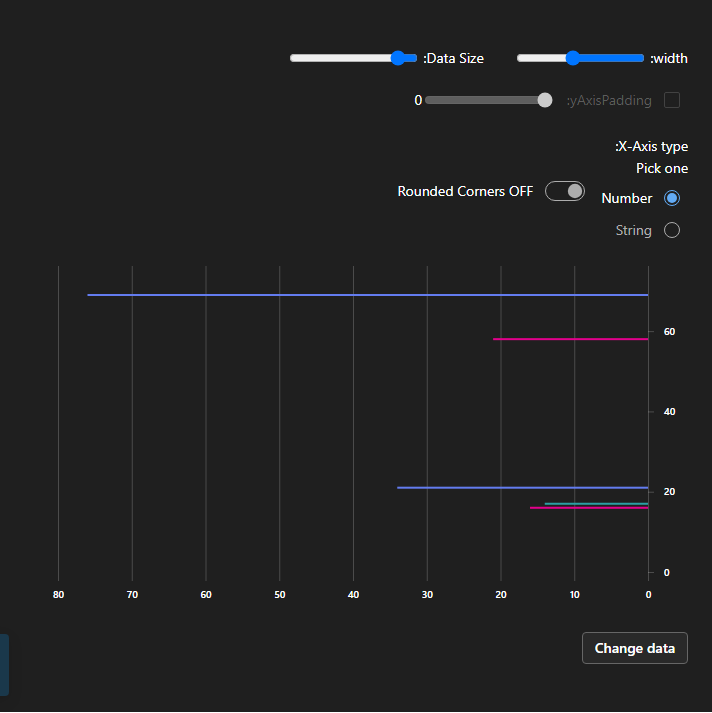 :Data Size :width
0 :yAxisPadding
:X-Axis type
Pick one
Rounded Corners OFF
Number
String
60
40
20
0
80 70 60 50 40 30 20 10 0
Change data